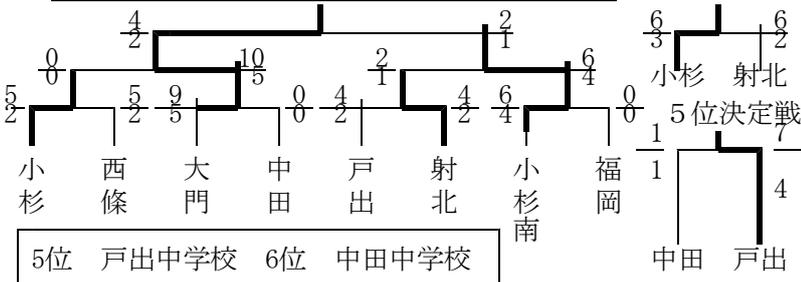 4 2 6 6
2 1 3 2
0 10 2 6 小杉 射北
0 5 1 4
5 5 9 0 4 4 6 0 5位決定戦
2 2 5 0 2 2 4 0
1 7
1 4
小杉 西條 大門 中田 戸出 射北 小杉南 福岡
5位 戸出中学校 6位 中田中学校 中田 戸出